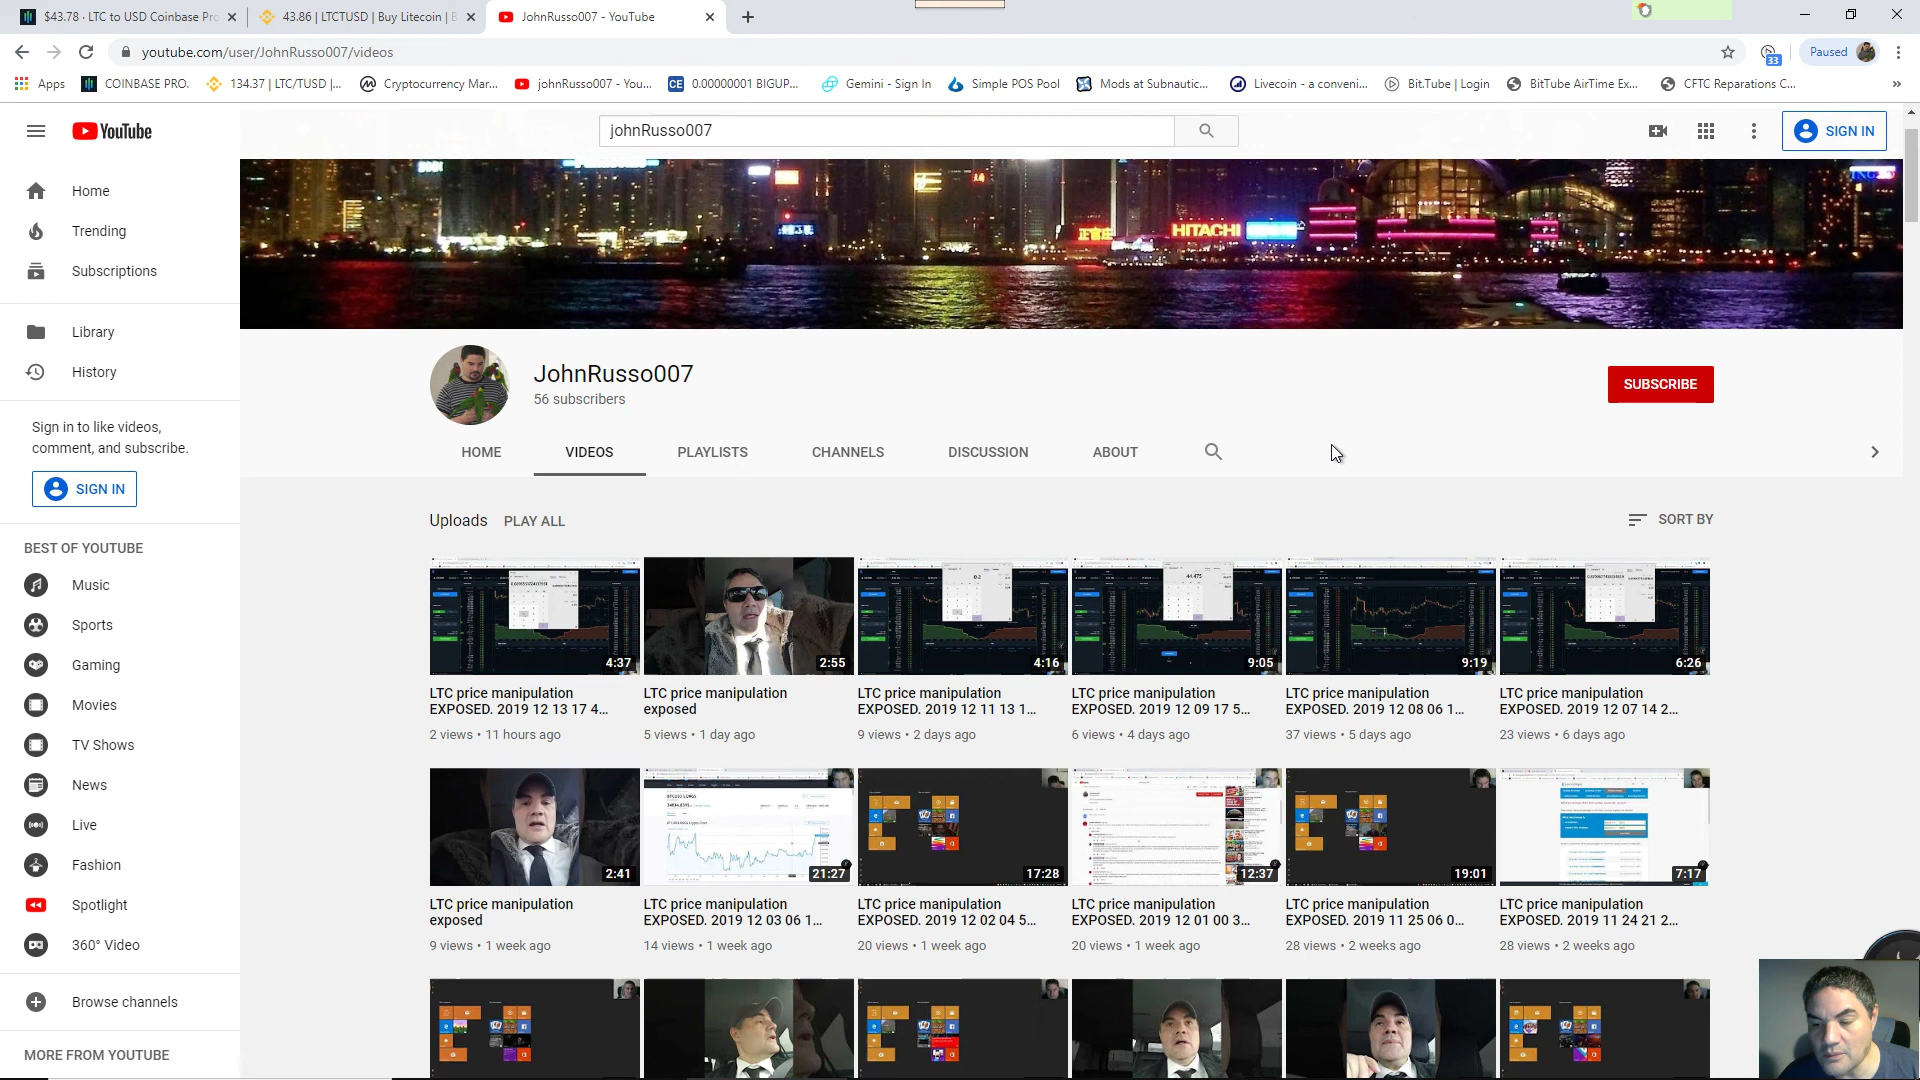 $43.78 · LTC to USD Coinbase Pro
43.86 | LTCTUSD | Buy Litecoin | B
JohnRusso007 - YouTube
youtube.com/user/JohnRusso007/videos
Paused
33
Apps
COINBASE PRO.
134.37 | LTC/TUSD |...
Cryptocurrency Mar...
johnRusso007 - You...
CE
0.00000001 BIGUP...
Gemini - Sign In
Simple POS Pool
Mods at Subnautic...
Livecoin - a conveni...
Bit.Tube | Login
BitTube AirTime Ex...
CFTC Reparations C...
»
YouTube
johnRusso007
SIGN IN
Home
Trending
Subscriptions
Library
History
Sign in to like videos,
comment, and subscribe.
SIGN IN
BEST OF YOUTUBE
Music
Sports
Gaming
Movies
TV Shows
News
Live
Fashion
Spotlight
360° Video
Browse channels
MORE FROM YOUTUBE
正官庄
HITACHI
ING
JohnRusso007
56 subscribers
SUBSCRIBE
HOME
VIDEOS
PLAYLISTS
CHANNELS
DISCUSSION
ABOUT
Uploads
PLAY ALL
SORT BY
4:37
2:55
0.2
4:16
44.475
9:05
9:19
6:26
LTC price manipulation
EXPOSED. 2019 12 13 17 4...
2 views • 11 hours ago
LTC price manipulation
exposed
5 views • 1 day ago
LTC price manipulation
EXPOSED. 2019 12 11 13 1...
9 views • 2 days ago
LTC price manipulation
EXPOSED. 2019 12 09 17 5...
6 views • 4 days ago
LTC price manipulation
EXPOSED. 2019 12 08 06 1...
37 views • 5 days ago
LTC price manipulation
EXPOSED. 2019 12 07 14 2...
23 views • 6 days ago
2:41
21:27
17:28
12:37
19:01
7:17
LTC price manipulation
exposed
9 views • 1 week ago
LTC price manipulation
EXPOSED. 2019 12 03 06 1...
14 views • 1 week ago
LTC price manipulation
EXPOSED. 2019 12 02 04 5...
20 views • 1 week ago
LTC price manipulation
EXPOSED. 2019 12 01 00 3...
20 views • 1 week ago
LTC price manipulation
EXPOSED. 2019 11 25 06 0...
28 views • 2 weeks ago
LTC price manipulation
EXPOSED. 2019 11 24 21 2...
28 views • 2 weeks ago